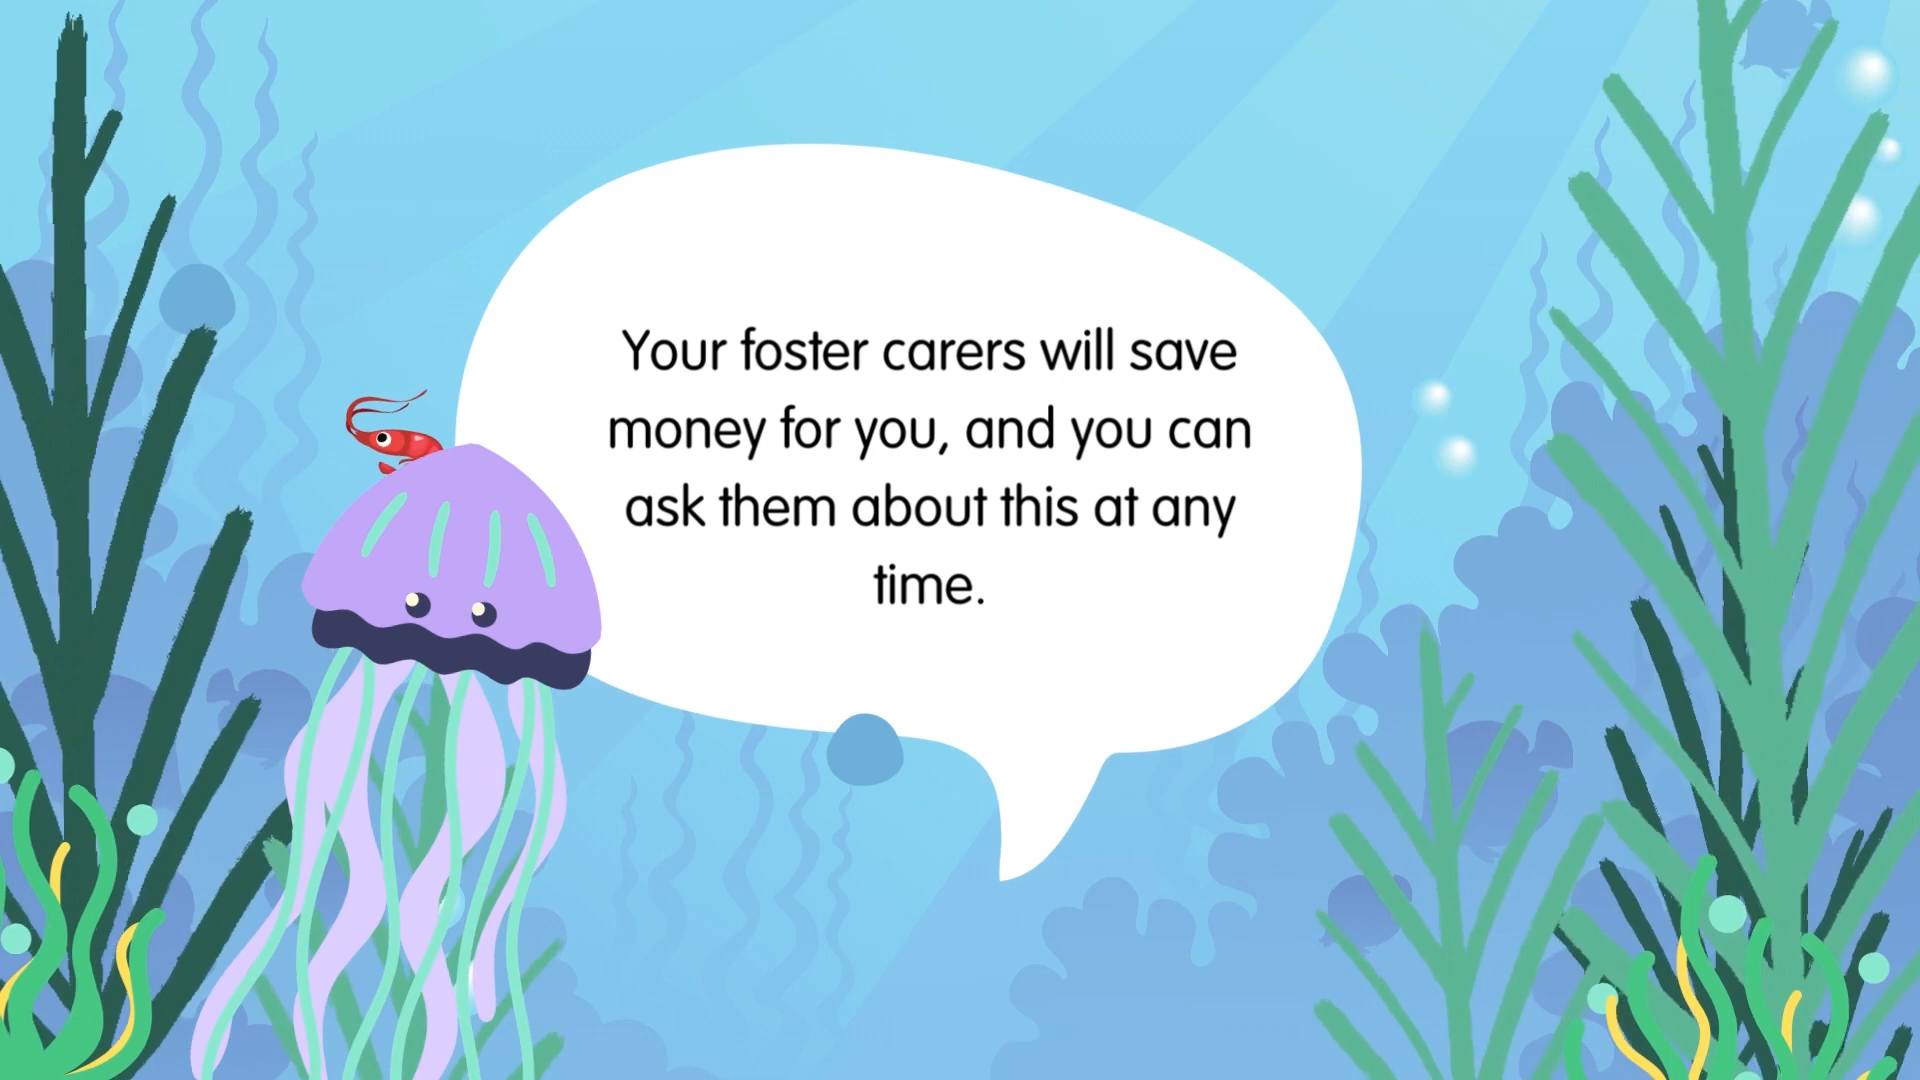 Your foster carers will save
money for you, and you can
ask them about this at any
time.